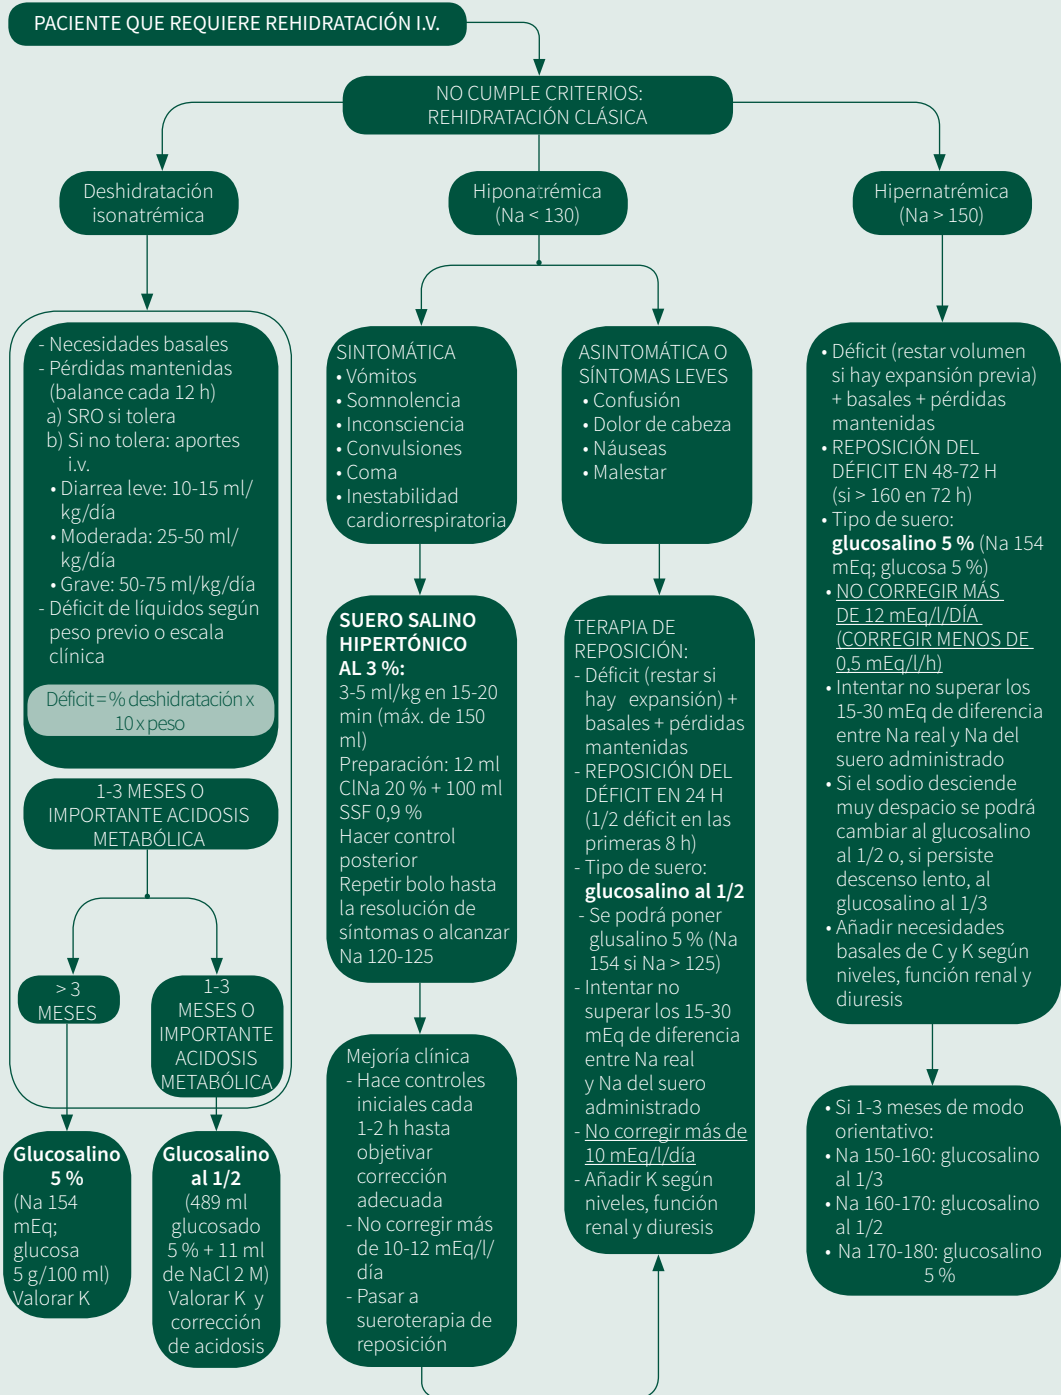 PACIENTE QUE REQUIERE REHIDRATACIÓN I.V.
NO CUMPLE CRITERIOS:
REHIDRATACIÓN CLÁSICA
Deshidratación
isonatrémica
Hiponatrémica
(Na < 130)
Hipernatrémica
(Na > 150)
- Necesidades basales
- Pérdidas mantenidas
(balance cada 12 h)
a) SRO si tolera
b) Si no tolera: aportes
i.v.
• Diarrea leve: 10-15 ml/
kg/día
• Moderada: 25-50 ml/
kg/día
• Grave: 50-75 ml/kg/día
- Déficit de líquidos según
peso previo o escala
clínica
Déficit = % deshidratación x
10 x peso
1-3 MESES O
IMPORTANTE ACIDOSIS
METABÓLICA
> 3
MESES
1-3
MESES O
IMPORTANTE
ACIDOSIS
METABÓLICA
Glucosalino
5 %
(Na 154
mEq;
glucosa
5 g/100 ml)
Valorar K
Glucosalino
al 1/2
(489 ml
glucosado
5 % + 11 ml
de NaCl 2 M)
Valorar K y
corrección
de acidosis
SINTOMÁTICA
• Vómitos
• Somnolencia
• Inconsciencia
• Convulsiones
• Coma
• Inestabilidad
cardiorrespiratoria
SUERO SALINO
HIPERTÓNICO
AL 3 %:
3-5 ml/kg en 15-20
min (máx. de 150
ml)
Preparación: 12 ml
ClNa 20 % + 100 ml
SSF 0,9 %
Hacer control
posterior
Repetir bolo hasta
la resolución de
síntomas o alcanzar
Na 120-125
Mejoría clínica
- Hace controles
iniciales cada
1-2 h hasta
objetivar
corrección
adecuada
- No corregir más
de 10-12 mEq/l/
día
- Pasar a
sueroterapia de
reposición
ASINTOMÁTICA O
SÍNTOMAS LEVES
• Confusión
• Dolor de cabeza
• Náuseas
• Malestar
TERAPIA DE
REPOSICIÓN:
- Déficit (restar si
hay expansión) +
basales + pérdidas
mantenidas
- REPOSICIÓN DEL
DÉFICIT EN 24 H
(1/2 déficit en las
primeras 8 h)
- Tipo de suero:
glucosalino al 1/2
- Se podrá poner
glusalino 5 % (Na
154 si Na > 125)
- Intentar no
superar los 15-30
mEq de diferencia
entre Na real
y Na del suero
administrado
- No corregir más de
10 mEq/l/día
- Añadir K según
niveles, función
renal y diuresis
• Déficit (restar volumen
si hay expansión previa)
+ basales + pérdidas
mantenidas
• REPOSICIÓN DEL
DÉFICIT EN 48-72 H
(si > 160 en 72 h)
• Tipo de suero:
glucosalino 5 % (Na 154
mEq; glucosa 5 %)
• NO CORREGIR MÁS
DE 12 mEq/l/DÍA
(CORREGIR MENOS DE
0,5 mEq/l/h)
• Intentar no superar los
15-30 mEq de diferencia
entre Na real y Na del
suero administrado
• Si el sodio desciende
muy despacio se podrá
cambiar al glucosalino
al 1/2 o, si persiste
descenso lento, al
glucosalino al 1/3
• Añadir necesidades
basales de C y K según
niveles, función renal y
diuresis
• Si 1-3 meses de modo
orientativo:
• Na 150-160: glucosalino
al 1/3
• Na 160-170: glucosalino
al 1/2
• Na 170-180: glucosalino
5 %